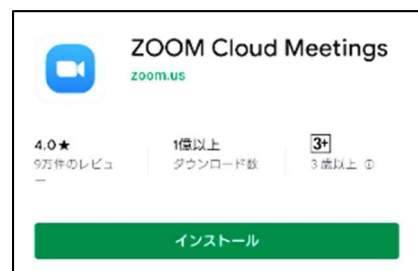 ZOOM Cloud Meetings
zoom.us
4.0★
9万件のレビュ
ー
1億以上
ダウンロード数
3+
3 歳以上 ⓘ
インストール